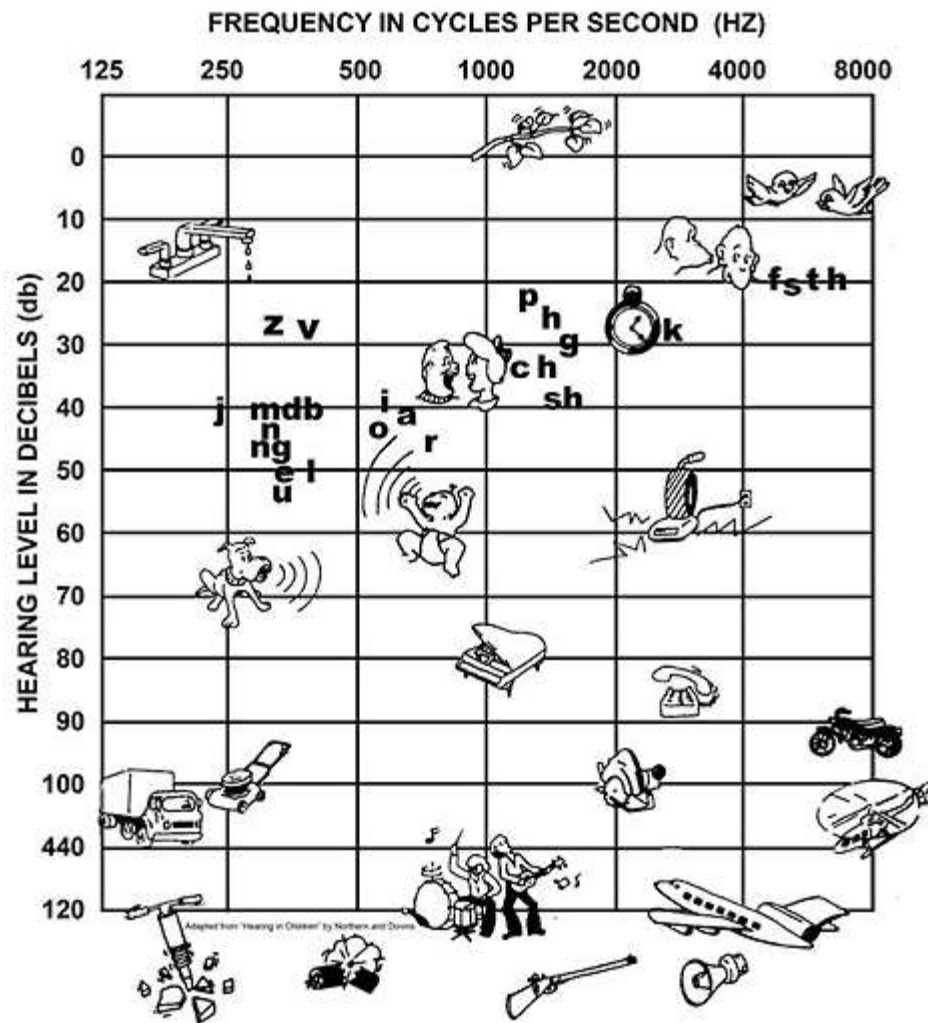 FREQUENCY IN CYCLES PER SECOND (HZ)
125 250 500 1000 2000 4000 8000
HEARING LEVEL IN DECIBELS (db)
0
10
20
f s t h
p
z v
h
k
30
g
c h
i
sh
40
j
mdb
a
n
o
r
ng
50
e l
u
60
70
80
90
100
440
120
Adapted from "Hearing in Children" by Northern and Downs